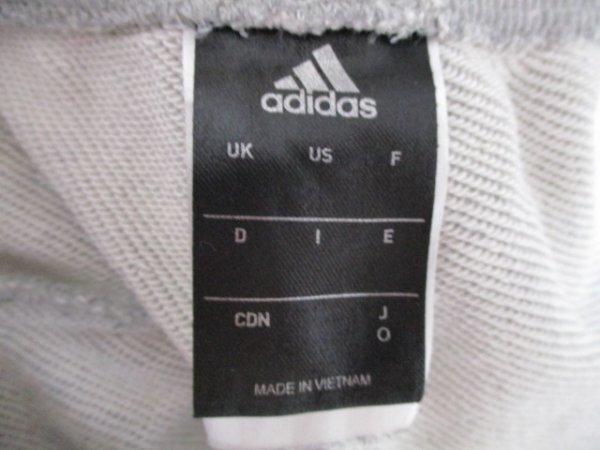 adidas
UK US F
D I E
CDN J
O
MADE IN VIETNAM